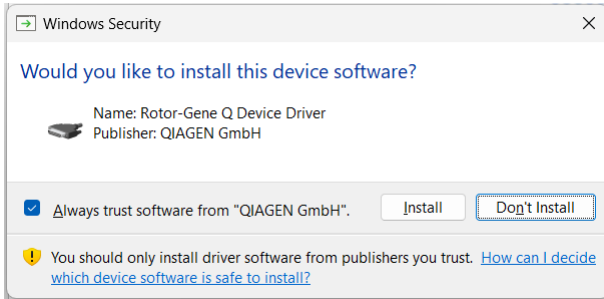 Windows Security
Would you like to install this device software?
Name: Rotor-Gene Q Device Driver
Publisher: QIAGEN GmbH
Always trust software from "QIAGEN GmbH".
Install
Don't Install
You should only install driver software from publishers you trust. How can I decide
which device software is safe to install?